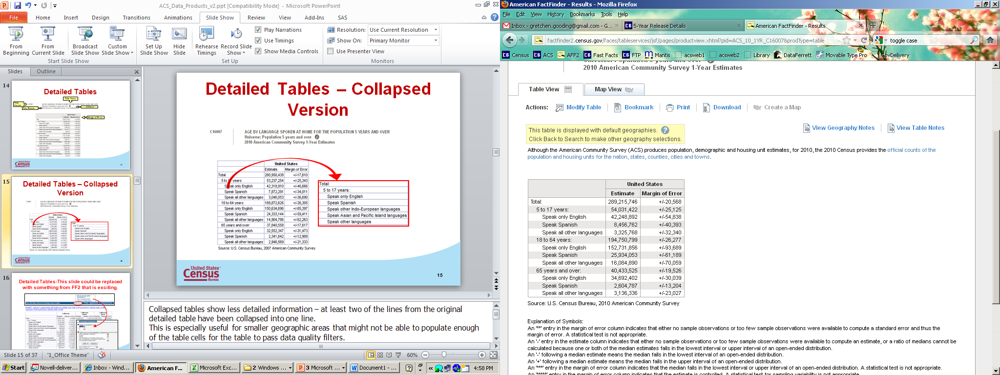 ACS_Data_Products_v2.ppt [Compatibility Mode] - Microsoft PowerPoint
File Home Insert Design Transitions Animations Slide Show Review View Add-Ins SAS
From Beginning
From Current Slide
Broadcast Slide Show
Custom Slide Show
Start Slide Show
Set Up Slide Show
Hide Slide
Rehearse Timings
Record Slide Show
Play Narrations
Use Timings
Show Media Controls
Set Up
Resolution: Use Current Resolution
Show On: Primary Monitor
Use Presenter View
Monitors
Slides Outline
14
Detailed Tables
United States
Census
Bureau
15
Detailed Tables – Collapsed
Version
United States
Census
Bureau
16
Detailed Tables-This slide could be replaced
with something from FF2 that is exciting.
Detailed Tables – Collapsed
Version
C16007 AGE BY LANGUAGE SPOKEN AT HOME FOR THE POPULATION 5 YEARS AND OVER
Universe: Population 5 years and over
2010 American Community Survey 1-Year Estimates
United States
Estimate Margin of Error
Total: 280,950,438 +/-17,610
5 to 17 years: 53,237,254 +/-25,343
Speak only English 42,318,910 +/-46,666
Speak Spanish 7,872,291 +/-34,011
Speak all other languages 3,046,053 +/-36,690
18 to 64 years: 189,872,626 +/-26,305
Speak only English 150,634,696 +/-85,397
Speak Spanish 24,333,144 +/-59,411
Speak all other languages 14,904,786 +/-62,263
65 years and over: 37,840,558 +/-17,617
Speak only English 32,552,347 +/-31,473
Speak Spanish 2,341,642 +/-12,989
Speak all other languages 2,946,569 +/-21,333
Source: U.S. Census Bureau, 2007 American Community Survey
Total:
5 to 17 years:
Speak only English
Speak Spanish
Speak other Indo-European languages
Speak Asian and Pacific Island languages
Speak other languages
United States
Census
Bureau
15
Collapsed tables show less detailed information – at least two of the lines from the original
detailed table have been collapsed into one line.
This is especially useful for smaller geographic areas that might not be able to populate enough
of the table cells for the table to pass data quality filters.
Slide 15 of 37 "1_Office Theme" 60%
Start Novell-deliver... Inbox - Wind... American F... Microsoft Exc... 2 Windows ... 3 Microsoft ... Document1 - ... 4:58 PM
American FactFinder - Results - Mozilla Firefox
File Edit View History Bookmarks Tools Help
Inbox - gretchen.gooding@gmail.com - G... 5-Year Release Details American FactFinder - Results
factfinder2.census.gov/faces/tableservices/jsf/pages/productview.xhtml?pid=ACS_10_1YR_C16007&prodType=table toggle case
Census ACS AFF2 Fast Facts FTP Mantis acsweb1 acsweb2 Library DataFerrett Movable Type Pro GovDelivery
2010 American Community Survey 1-Year Estimates
Table View Map View
Actions: Modify Table Bookmark Print Download Create a Map
This table is displayed with default geographies.
Click Back to Search to make other geography selections.
View Geography Notes View Table Notes
Although the American Community Survey (ACS) produces population, demographic and housing unit estimates, for 2010, the 2010 Census provides the official counts of the
population and housing units for the nation, states, counties, cities and towns.
United States
Estimate Margin of Error
Total: 289,215,746 +/-20,568
5 to 17 years: 54,031,422 +/-25,125
Speak only English 42,248,892 +/-54,838
Speak Spanish 8,456,762 +/-40,393
Speak all other languages 3,325,768 +/-32,340
18 to 64 years: 194,750,799 +/-26,277
Speak only English 152,731,856 +/-93,689
Speak Spanish 25,934,053 +/-61,189
Speak all other languages 16,084,890 +/-70,059
65 years and over: 40,433,525 +/-19,526
Speak only English 34,692,402 +/-30,039
Speak Spanish 2,604,787 +/-13,204
Speak all other languages 3,136,336 +/-23,027
Source: U.S. Census Bureau, 2010 American Community Survey
Explanation of Symbols:
An '**' entry in the margin of error column indicates that either no sample observations or too few sample observations were available to compute a standard error and thus the
margin of error. A statistical test is not appropriate.
An '-' entry in the estimate column indicates that either no sample observations or too few sample observations were available to compute an estimate, or a ratio of medians cannot be
calculated because one or both of the median estimates falls in the lowest interval or upper interval of an open-ended distribution.
An '-' following a median estimate means the median falls in the lowest interval of an open-ended distribution.
An '+' following a median estimate means the median falls in the upper interval of an open-ended distribution.
An '***' entry in the margin of error column indicates that the median falls in the lowest interval or upper interval of an open-ended distribution. A statistical test is not appropriate.
An '*****' entry in the margin of error column indicates that the estimate is controlled. A statistical test for sampling variability is not appropriate.